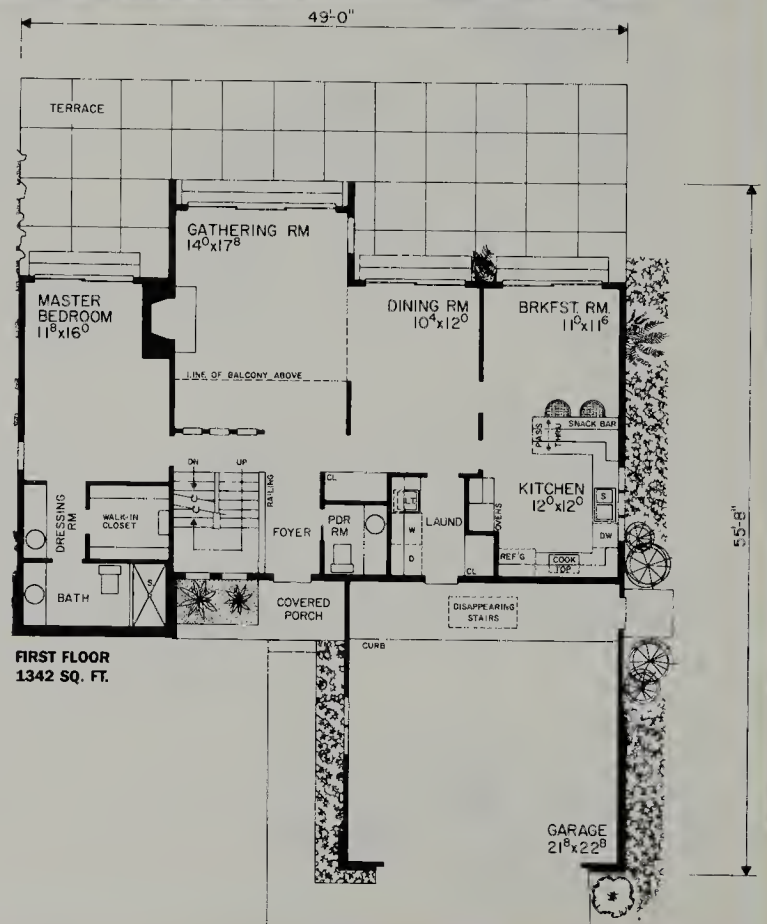 49'-0"
TERRACE
GATHERING RM
14⁰x17⁸
MASTER
BEDROOM
11⁸x16⁰
DINING RM
10⁴x12⁰
BRKFST. RM.
11⁰x11⁶
LINE OF BALCONY ABOVE
SNACK BAR
PASS
THRU
DN
UP
RAILING
CL
L.T.
W
D
LAUND
CL
OVENS
KITCHEN
12⁰x12⁰
S
DW
REF'G
COOK
TOP
DRESSING
RM
WALK-IN
CLOSET
FOYER
PDR
RM
BATH
S
COVERED
PORCH
DISAPPEARING
STAIRS
CURB
55'-8"
FIRST FLOOR
1342 SQ. FT.
GARAGE
21⁸x22⁸